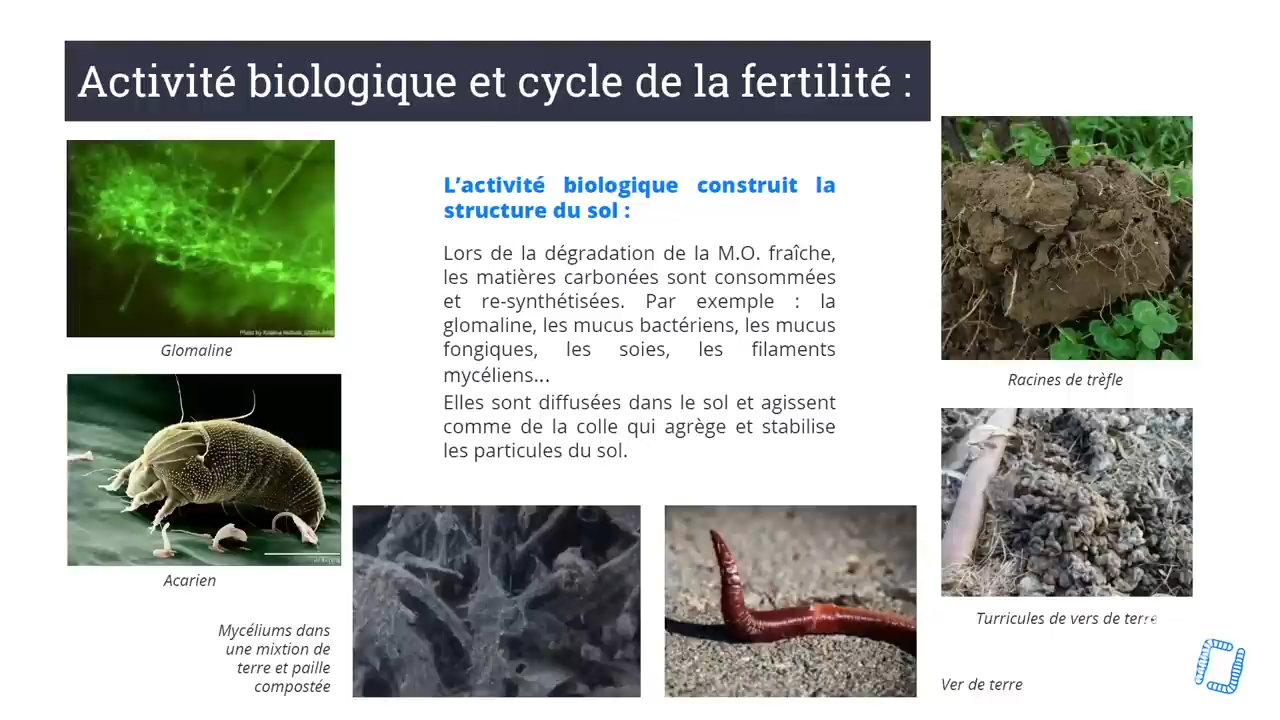 Activité biologique et cycle de la fertilité :
L’activité biologique construit la
structure du sol :
Lors de la dégradation de la M.O. fraîche,
les matières carbonées sont consommées
et re-synthétisées. Par exemple : la
glomaline, les mucus bactériens, les mucus
fongiques, les soies, les filaments
mycéliens...
Elles sont diffusées dans le sol et agissent
comme de la colle qui agrège et stabilise
les particules du sol.
Glomaline
Acarien
Mycéliums dans
une mixtion de
terre et paille
compostée
Ver de terre
Racines de trèfle
Turricules de vers de terre